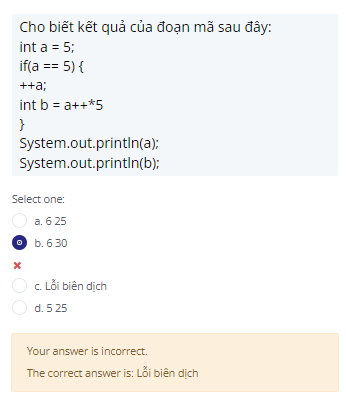 Cho biết kết quả của đoạn mã sau đây:
int a = 5;
if(a == 5) {
++a;
int b = a++*5
}
System.out.println(a);
System.out.println(b);
Select one:
a. 6 25
b. 6 30
c. Lỗi biên dịch
d. 5 25
Your answer is incorrect.
The correct answer is: Lỗi biên dịch